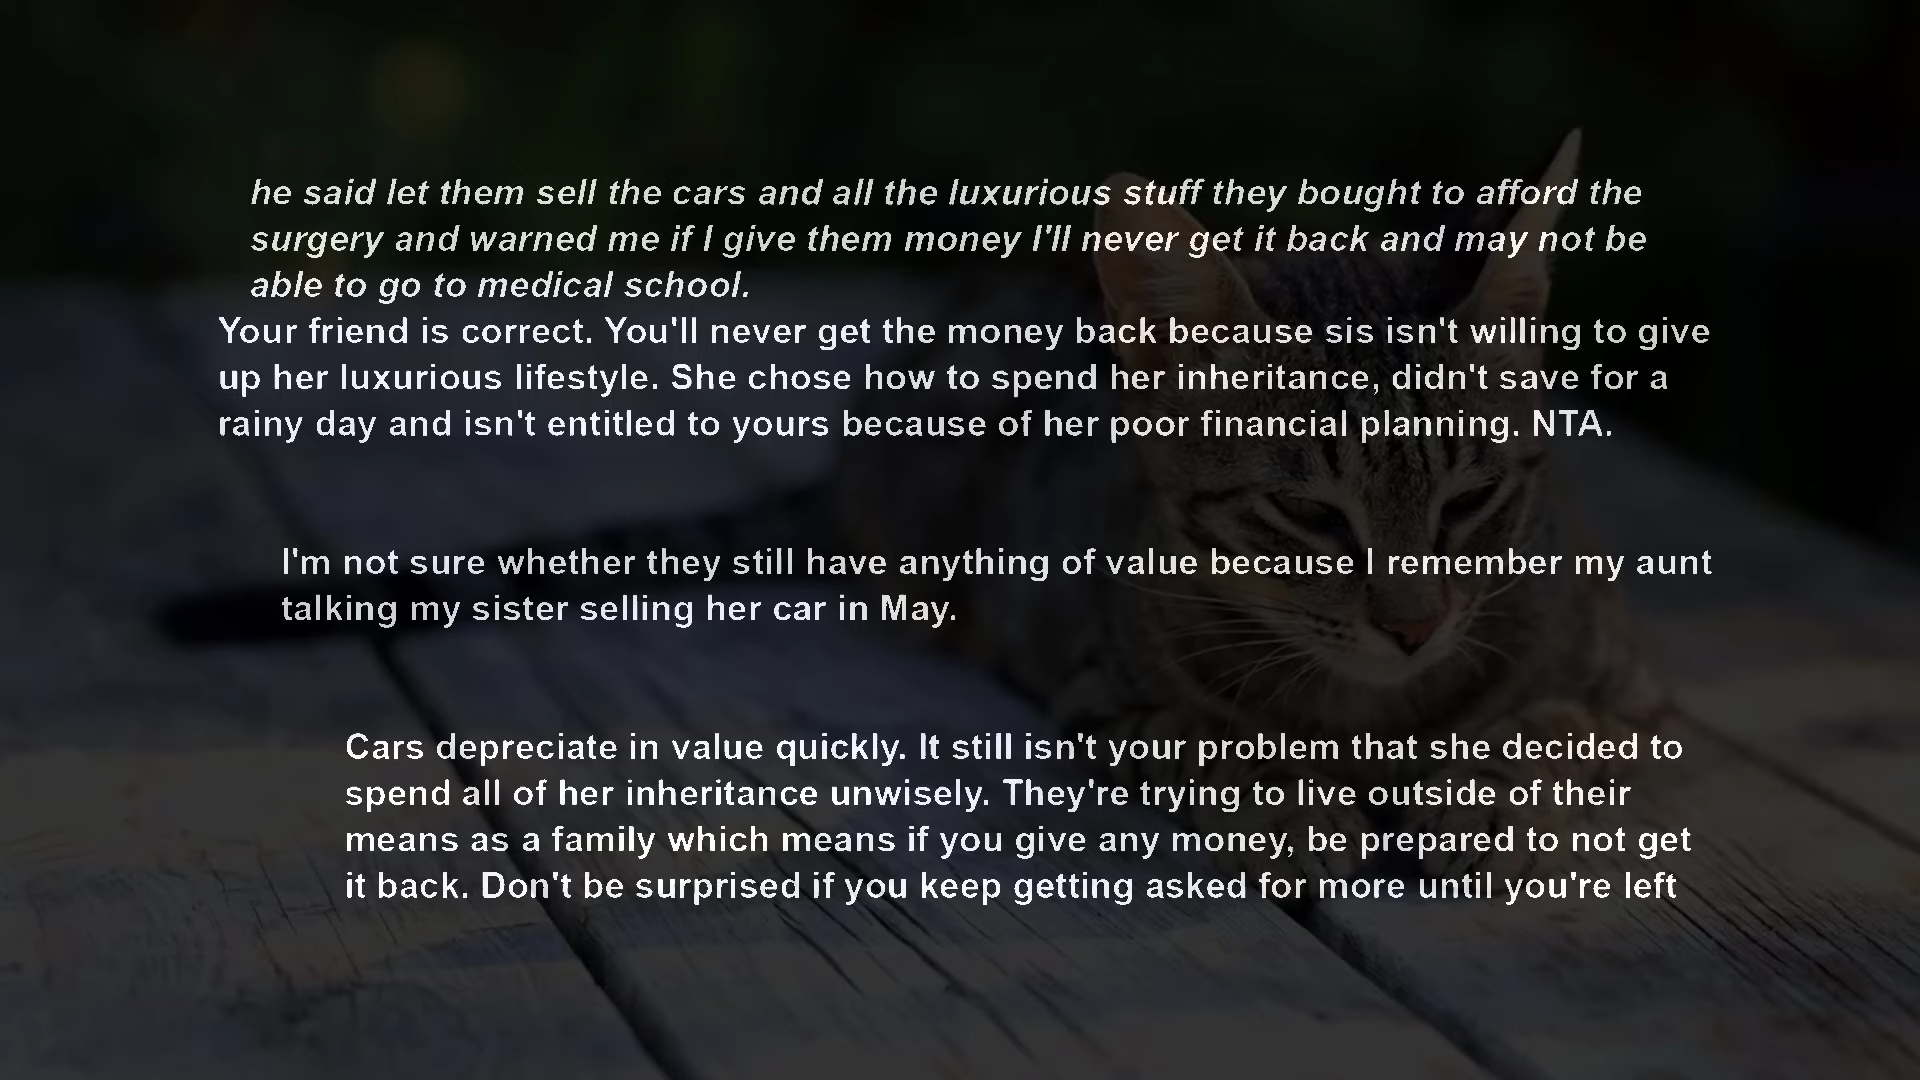 he said let them sell the cars and all the luxurious stuff they bought to afford the
surgery and warned me if I give them money I'll never get it back and may not be
able to go to medical school.
Your friend is correct. You'll never get the money back because sis isn't willing to give
up her luxurious lifestyle. She chose how to spend her inheritance, didn't save for a
rainy day and isn't entitled to yours because of her poor financial planning. NTA.
I'm not sure whether they still have anything of value because I remember my aunt
talking my sister selling her car in May.
Cars depreciate in value quickly. It still isn't your problem that she decided to
spend all of her inheritance unwisely. They're trying to live outside of their
means as a family which means if you give any money, be prepared to not get
it back. Don't be surprised if you keep getting asked for more until you're left